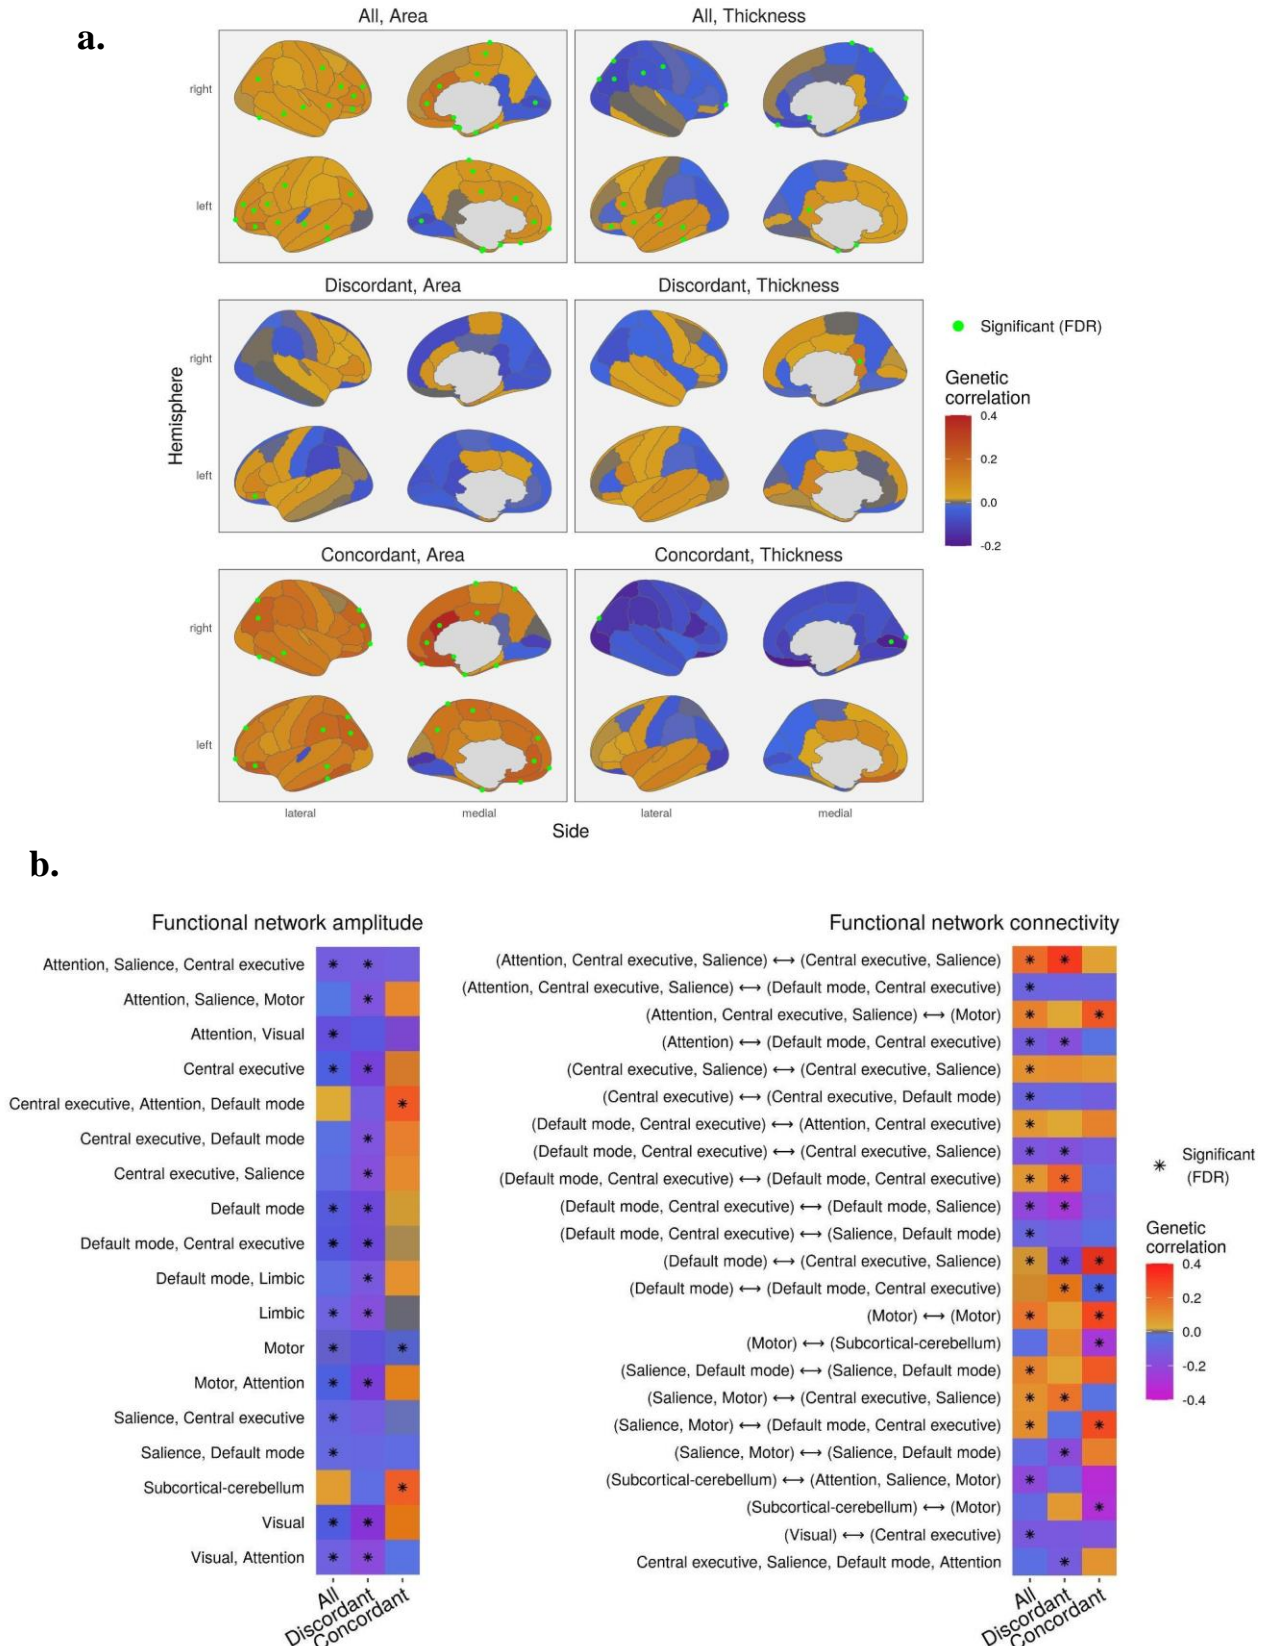 a.
All, Area
All, Thickness
right
left
Discordant, Area
Discordant, Thickness
right
left
Concordant, Area
Concordant, Thickness
right
left
Hemisphere
lateral
medial
lateral
medial
Side
Significant (FDR)
Genetic
correlation
0.4
0.2
0.0
-0.2
b.
Functional network amplitude
Attention, Salience, Central executive
Attention, Salience, Motor
Attention, Visual
Central executive
Central executive, Attention, Default mode
Central executive, Default mode
Central executive, Salience
Default mode
Default mode, Central executive
Default mode, Limbic
Limbic
Motor
Motor, Attention
Salience, Central executive
Salience, Default mode
Subcortical-cerebellum
Visual
Visual, Attention
All
Discordant
Concordant
Functional network connectivity
(Attention, Central executive, Salience) ↔ (Central executive, Salience)
(Attention, Central executive, Salience) ↔ (Default mode, Central executive)
(Attention, Central executive, Salience) ↔ (Motor)
(Attention) ↔ (Default mode, Central executive)
(Central executive, Salience) ↔ (Central executive, Salience)
(Central executive) ↔ (Central executive, Default mode)
(Default mode, Central executive) ↔ (Attention, Central executive)
(Default mode, Central executive) ↔ (Central executive, Salience)
(Default mode, Central executive) ↔ (Default mode, Central executive)
(Default mode, Central executive) ↔ (Default mode, Salience)
(Default mode, Central executive) ↔ (Salience, Default mode)
(Default mode) ↔ (Central executive, Salience)
(Default mode) ↔ (Default mode, Central executive)
(Motor) ↔ (Motor)
(Motor) ↔ (Subcortical-cerebellum)
(Salience, Default mode) ↔ (Salience, Default mode)
(Salience, Motor) ↔ (Central executive, Salience)
(Salience, Motor) ↔ (Default mode, Central executive)
(Salience, Motor) ↔ (Salience, Default mode)
(Subcortical-cerebellum) ↔ (Attention, Salience, Motor)
(Subcortical-cerebellum) ↔ (Motor)
(Visual) ↔ (Central executive)
Central executive, Salience, Default mode, Attention
All
Discordant
Concordant
Significant
(FDR)
Genetic
correlation
0.4
0.2
0.0
-0.2
-0.4